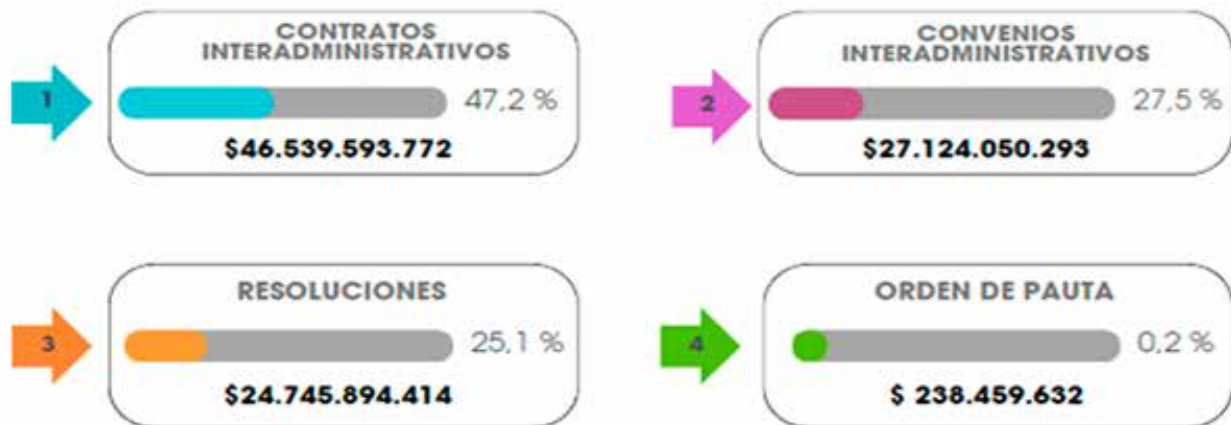 1
CONTRATOS
INTERADMINISTRATIVOS
47,2 %
$46.539.593.772
2
CONVENIOS
INTERADMINISTRATIVOS
27,5 %
$27.124.050.293
3
RESOLUCIONES
25,1 %
$24.745.894.414
4
ORDEN DE PAUTA
0,2 %
$ 238.459.632